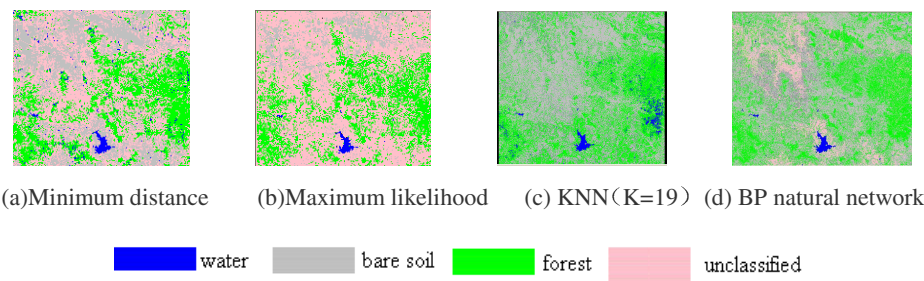 (a)Minimum distance (b)Maximum likelihood (c) KNN（K=19） (d) BP natural network
water bare soil forest unclassified